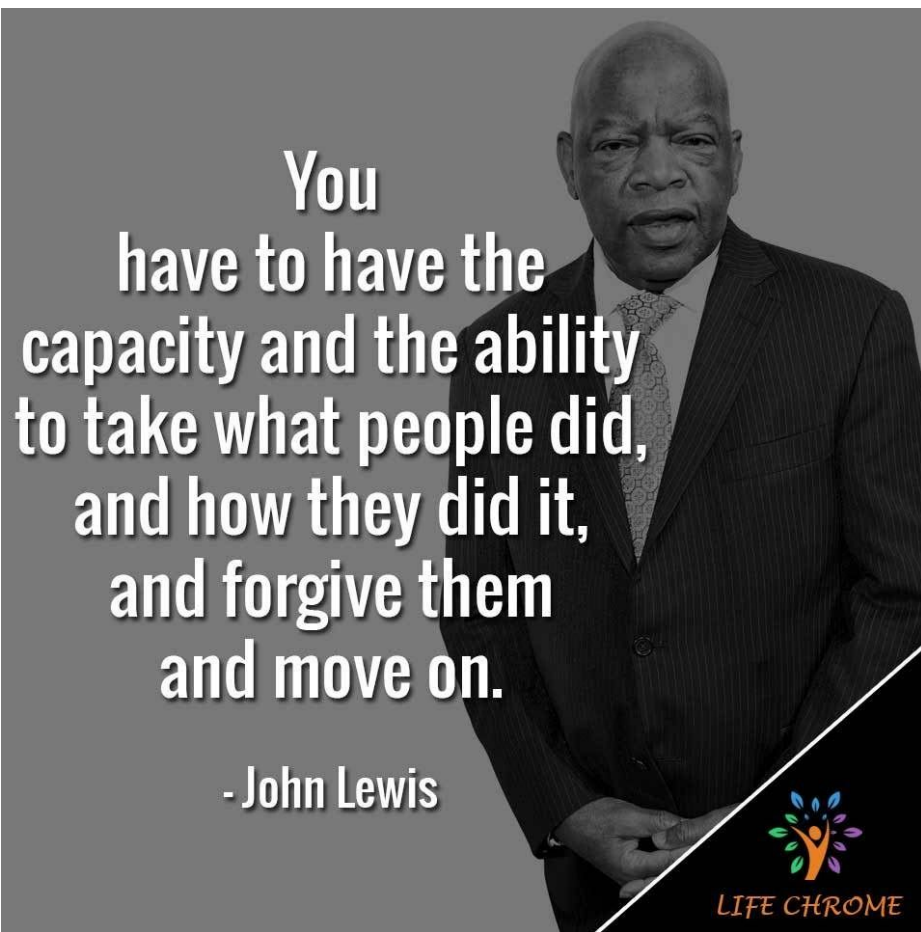 You
have to have the
capacity and the ability
to take what people did,
and how they did it,
and forgive them
and move on.
- John Lewis
LIFE CHROME